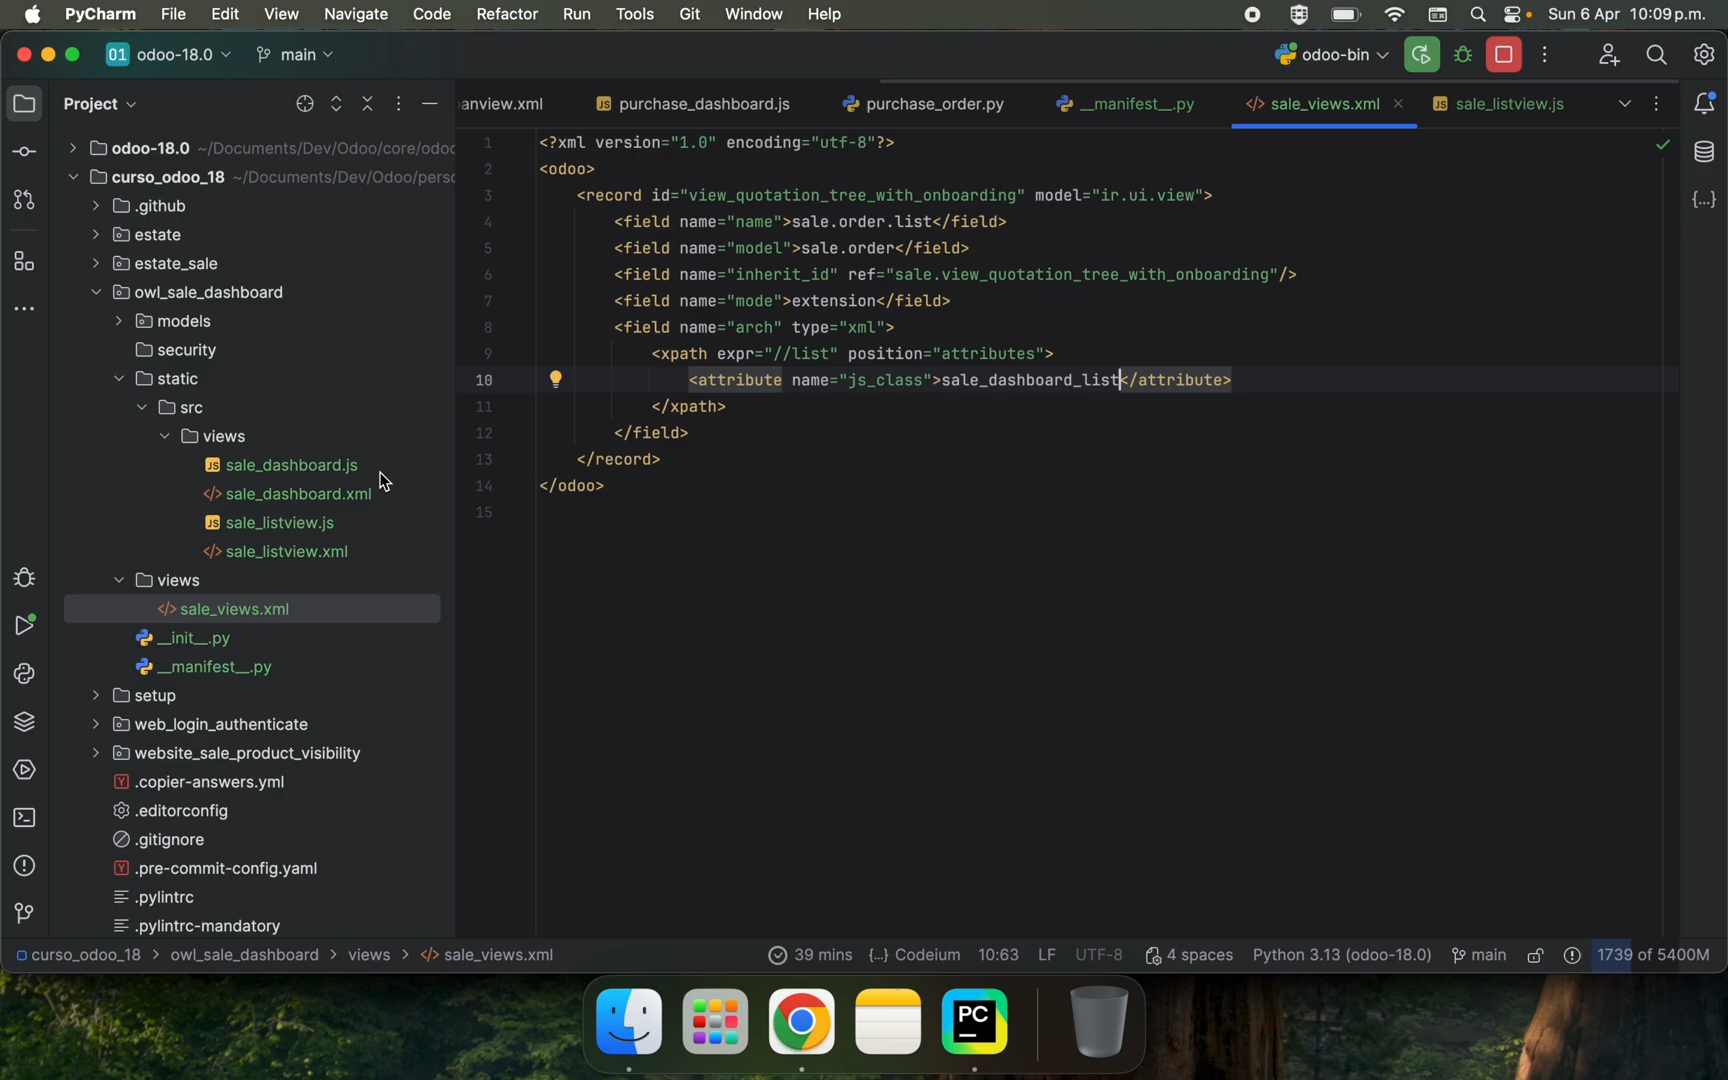 PyCharm File Edit View Navigate Code Refactor Run Tools Git Window Help Sun 6 Apr 10:09 p.m.
01 odoo-18.0 main odoo-bin
Project anview.xml JS purchase_dashboard.js purchase_order.py __manifest__.py </> sale_views.xml JS sale_listview.js
odoo-18.0 ~/Documents/Dev/Odoo/core/odoo
curso_odoo_18 ~/Documents/Dev/Odoo/perso
.github
estate
estate_sale
owl_sale_dashboard
models
security
static
src
views
JS sale_dashboard.js
</> sale_dashboard.xml
JS sale_listview.js
</> sale_listview.xml
views
</> sale_views.xml
__init__.py
__manifest__.py
setup
web_login_authenticate
website_sale_product_visibility
Y .copier-answers.yml
.editorconfig
.gitignore
Y .pre-commit-config.yaml
.pylintrc
.pylintrc-mandatory
1 <?xml version="1.0" encoding="utf-8"?>
2 <odoo>
3 <record id="view_quotation_tree_with_onboarding" model="ir.ui.view">
4 <field name="name">sale.order.list</field>
5 <field name="model">sale.order</field>
6 <field name="inherit_id" ref="sale.view_quotation_tree_with_onboarding"/>
7 <field name="mode">extension</field>
8 <field name="arch" type="xml">
9 <xpath expr="//list" position="attributes">
10 <attribute name="js_class">sale_dashboard_list</attribute>
11 </xpath>
12 </field>
13 </record>
14 </odoo>
15
{...}
curso_odoo_18 > owl_sale_dashboard > views > </> sale_views.xml 39 mins {...} Codeium 10:63 LF UTF-8 4 spaces Python 3.13 (odoo-18.0) main 1739 of 5400M
PC